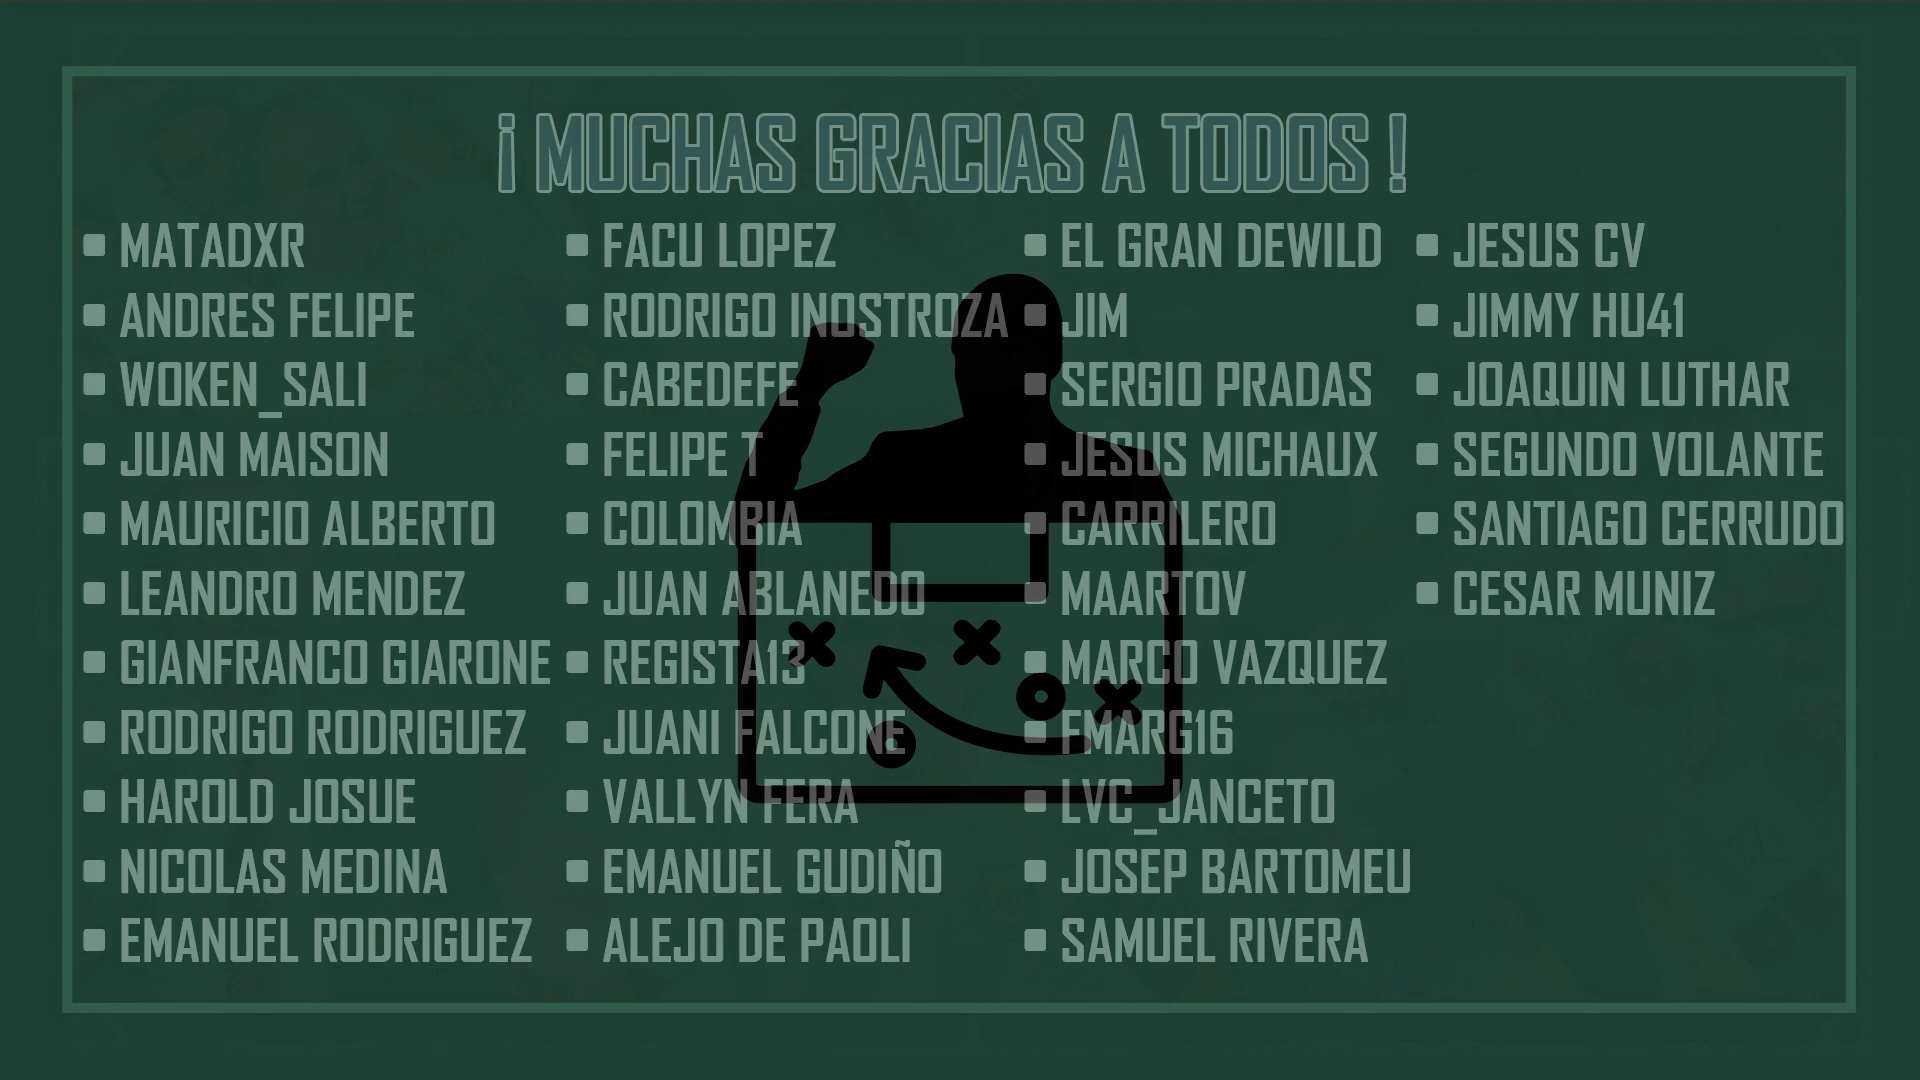 ¡ MUCHAS GRACIAS A TODOS !
MATADXR
ANDRES FELIPE
WOKEN_SALI
JUAN MAISON
MAURICIO ALBERTO
LEANDRO MENDEZ
GIANFRANCO GIARONE
RODRIGO RODRIGUEZ
HAROLD JOSUE
NICOLAS MEDINA
EMANUEL RODRIGUEZ
FACU LOPEZ
RODRIGO INOSTROZA
CABEDEFE
FELIPE T
COLOMBIA
JUAN ABLANEDO
REGISTA13
JUANI FALCONE
VALLYN FERA
EMANUEL GUDIÑO
ALEJO DE PAOLI
EL GRAN DEWILD
JIM
SERGIO PRADAS
JESUS MICHAUX
CARRILERO
MAARTOV
MARCO VAZQUEZ
FMARG16
LVC_JANCETO
JOSEP BARTOMEU
SAMUEL RIVERA
JESUS CV
JIMMY HU41
JOAQUIN LUTHAR
SEGUNDO VOLANTE
SANTIAGO CERRUDO
CESAR MUNIZ